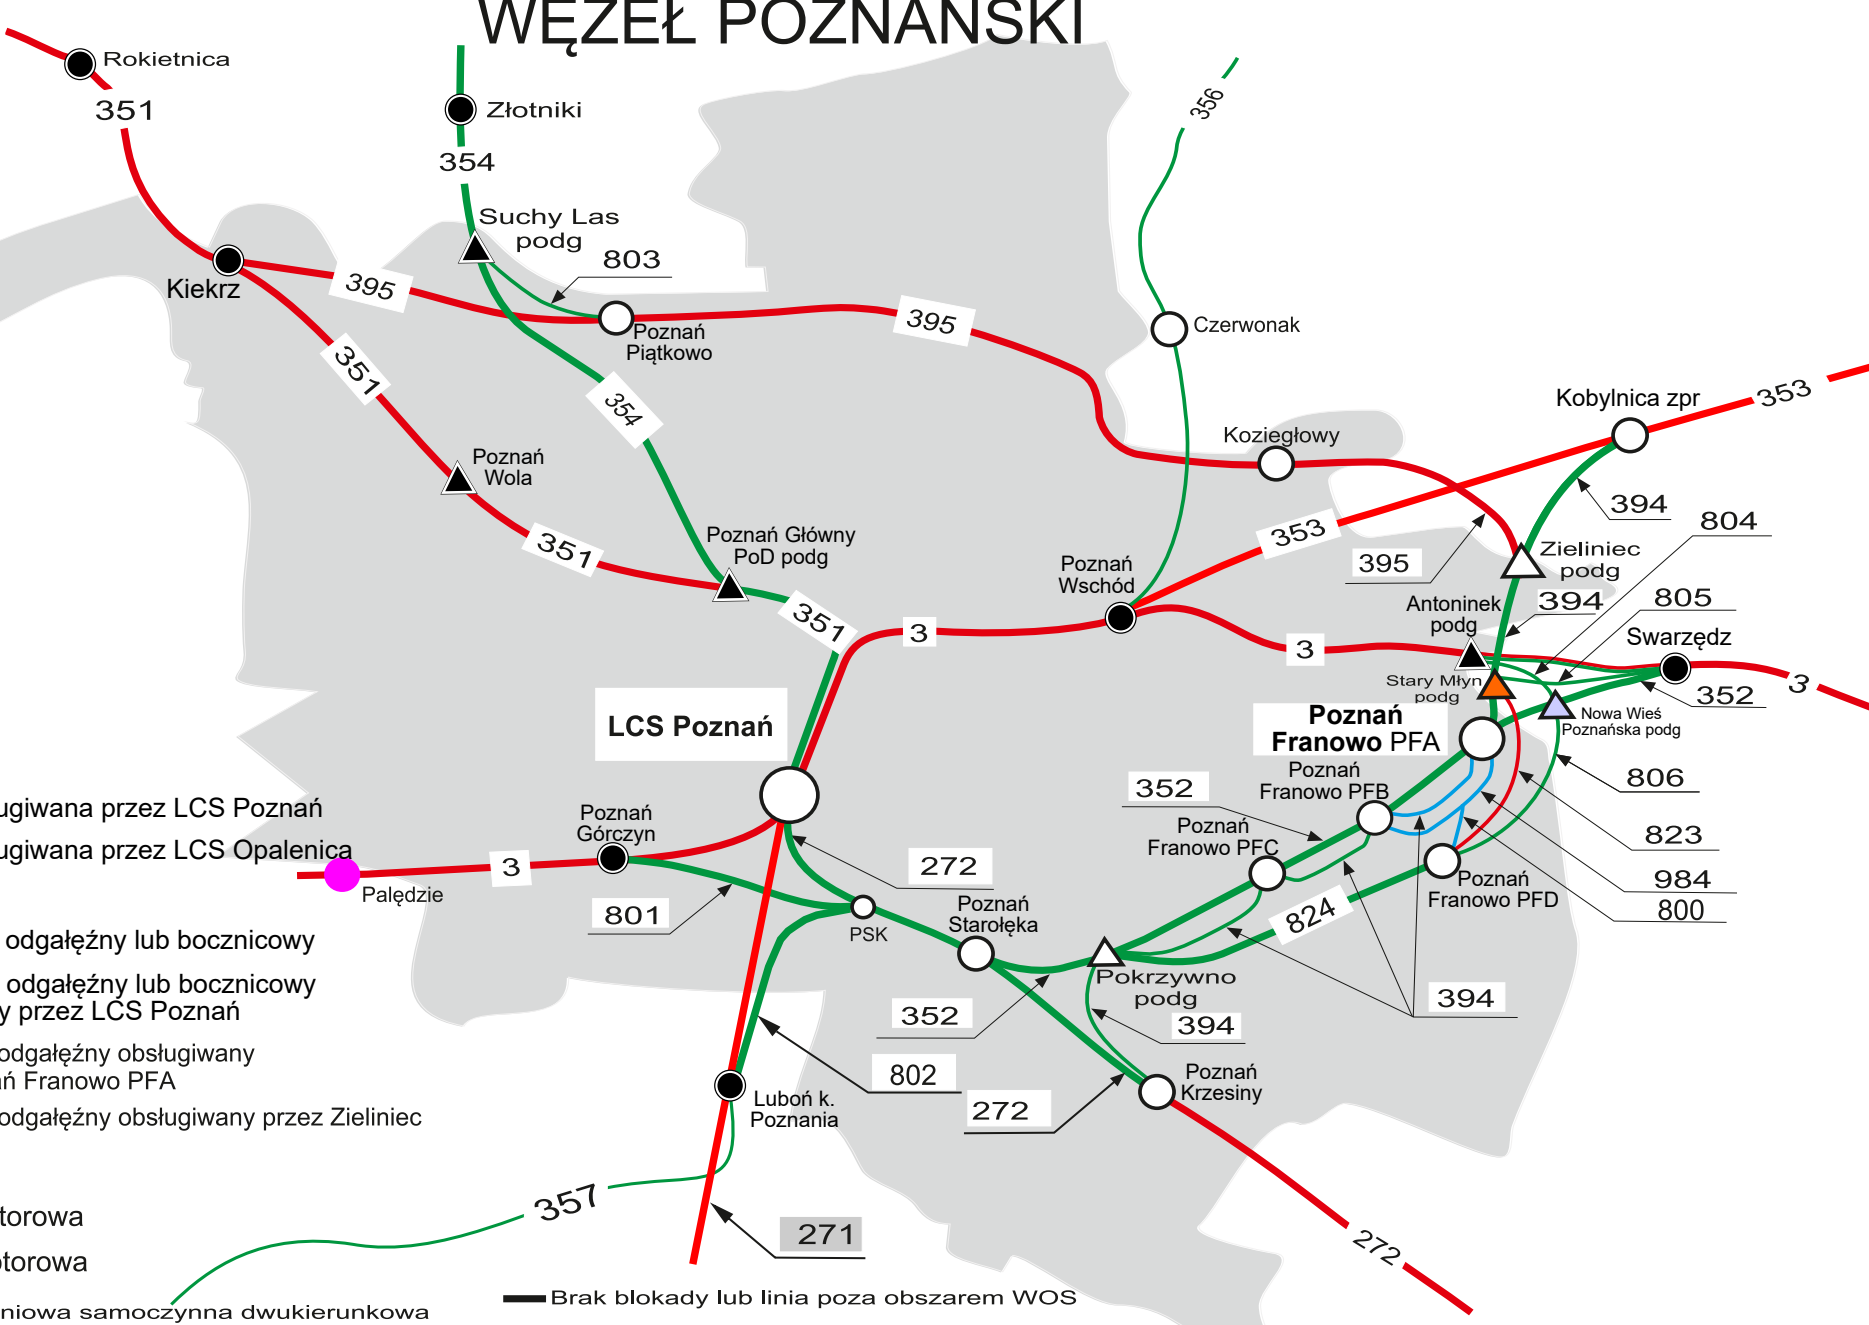 WĘZEŁ POZNAŃSKI
Rokietnica
351
Złotniki
354
356
Suchy Las
podg
803
Kiekrz
395
Poznań
Piątkowo
395
Czerwonak
351
354
Kobylnica zpr
353
Koziegłowy
Poznań
Wola
394
804
351
Poznań Główny
PoD podg
353
Zieliniec
podg
395
Poznań
Wschód
394
805
Antoninek
podg
351
3
3
Swarzędz
Stary Młyn
podg
352
3
Nowa Wieś
Poznańska podg
LCS Poznań
Poznań
Franowo PFA
806
Poznań
Franowo PFB
352
823
Poznań
Franowo PFC
ugiwana przez LCS Poznań
ugiwana przez LCS Opalenica
Poznań
Górczyn
3
272
984
800
Palędzie
801
PSK
Poznań
Starołęka
824
Poznań
Franowo PFD
odgałęźny lub bocznicowy
odgałęźny lub bocznicowy
y przez LCS Poznań
Pokrzywno
podg
394
352
394
odgałęźny obsługiwany
ań Franowo PFA
odgałęźny obsługiwany przez Zieliniec
802
Luboń k.
Poznania
272
Poznań
Krzesiny
357
271
272
torowa
otorowa
niowa samoczynna dwukierunkowa
Brak blokady lub linia poza obszarem WOS